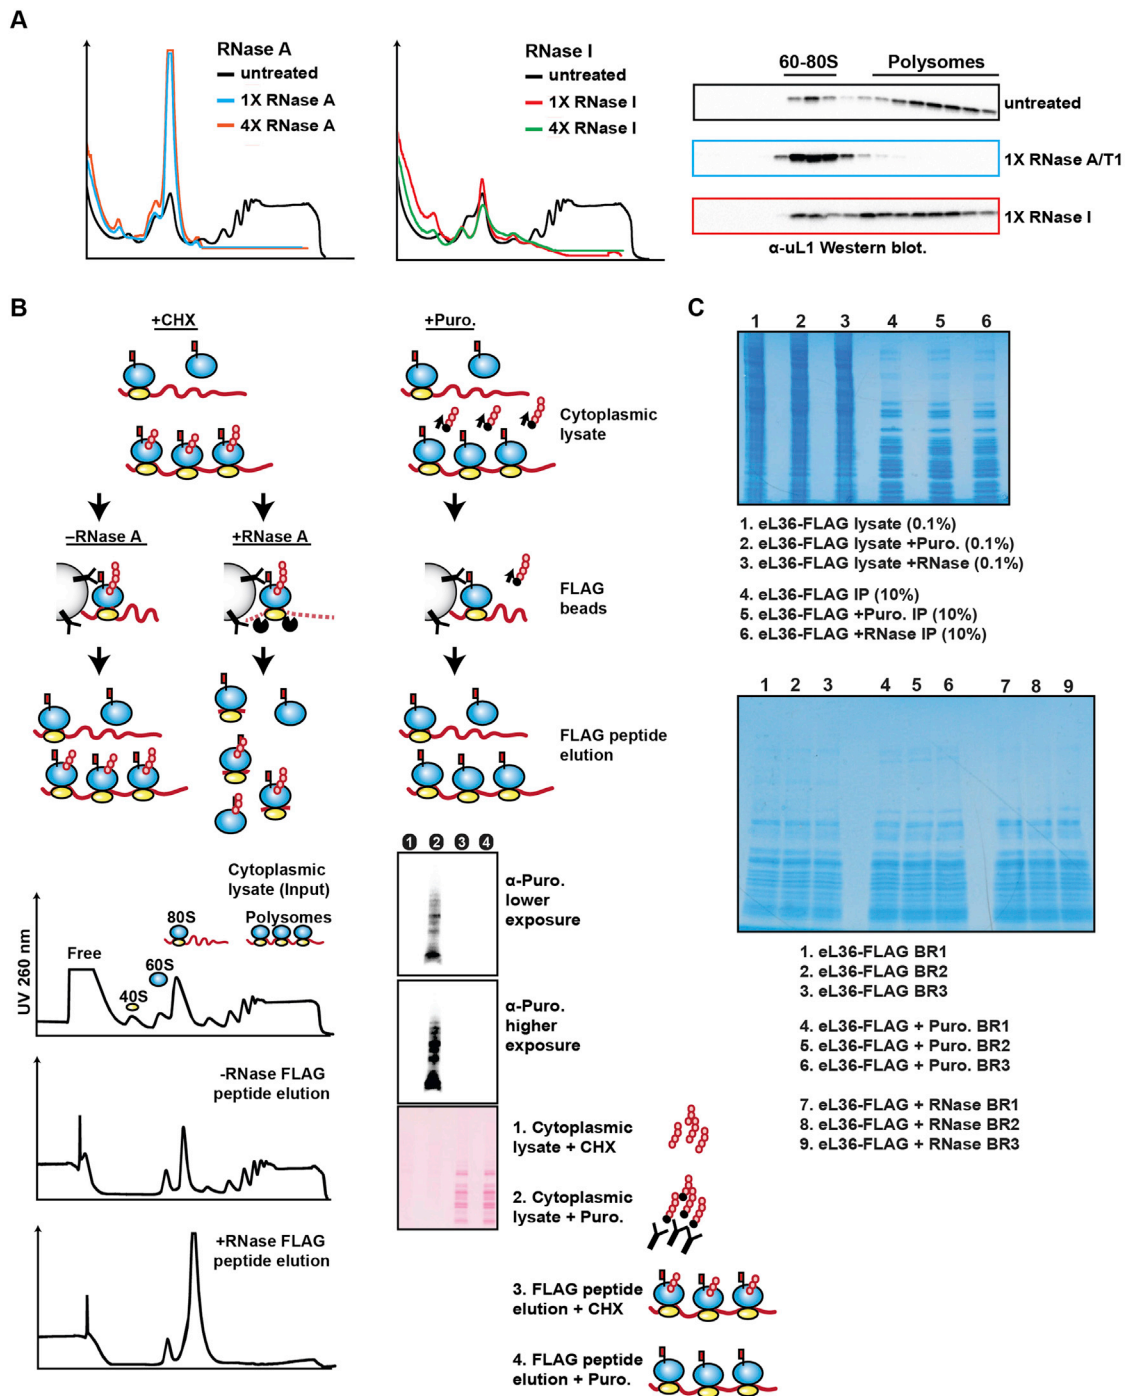 A
RNase A
untreated
1X RNase A
4X RNase A
RNase I
untreated
1X RNase I
4X RNase I
60-80S
Polysomes
untreated
1X RNase A/T1
1X RNase I
α-uL1 Western blot.
B
+CHX
+Puro.
Cytoplasmic
lysate
–RNase A
+RNase A
FLAG
beads
FLAG peptide
elution
Cytoplasmic
lysate (Input)
80S
Polysomes
Free
60S
40S
UV 260 nm
-RNase FLAG
peptide elution
+RNase FLAG
peptide elution
1 2 3 4
α-Puro.
lower
exposure
α-Puro.
higher
exposure
1. Cytoplasmic
lysate + CHX
2. Cytoplasmic
lysate + Puro.
3. FLAG peptide
elution + CHX
4. FLAG peptide
elution + Puro.
C
1 2 3 4 5 6
1. eL36-FLAG lysate (0.1%)
2. eL36-FLAG lysate +Puro. (0.1%)
3. eL36-FLAG lysate +RNase (0.1%)
4. eL36-FLAG IP (10%)
5. eL36-FLAG +Puro. IP (10%)
6. eL36-FLAG +RNase IP (10%)
1 2 3 4 5 6 7 8 9
1. eL36-FLAG BR1
2. eL36-FLAG BR2
3. eL36-FLAG BR3
4. eL36-FLAG + Puro. BR1
5. eL36-FLAG + Puro. BR2
6. eL36-FLAG + Puro. BR3
7. eL36-FLAG + RNase BR1
8. eL36-FLAG + RNase BR2
9. eL36-FLAG + RNase BR3